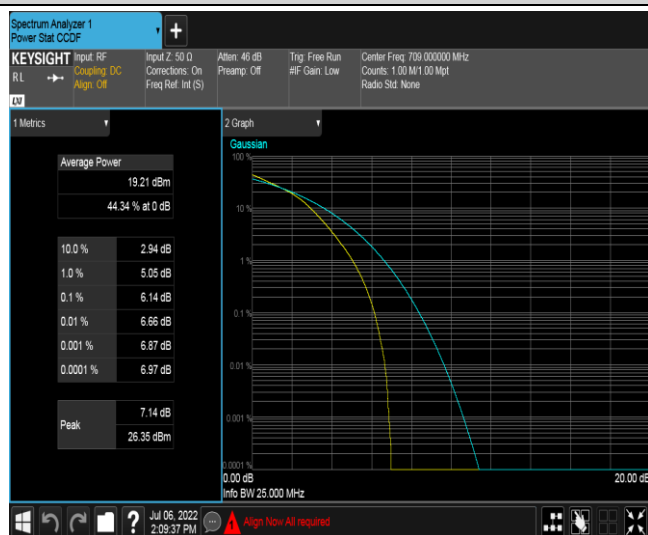 Spectrum Analyzer 1
Power Stat CCDF
+
KEYSIGHT
RL
LXI
Input: RF
Coupling: DC
Align: Off
Input Z: 50 Ω
Corrections: On
Freq Ref: Int (S)
Atten: 46 dB
Preamp: Off
Trig: Free Run
#IF Gain: Low
Center Freq: 709.000000 MHz
Counts: 1.00 M/1.00 Mpt
Radio Std: None
1 Metrics
Average Power
19.21 dBm
44.34 % at 0 dB
10.0 % 2.94 dB
1.0 % 5.05 dB
0.1 % 6.14 dB
0.01 % 6.66 dB
0.001 % 6.87 dB
0.0001 % 6.97 dB
Peak
7.14 dB
26.35 dBm
2 Graph
Gaussian
100 %
10 %
1 %
0.1 %
0.01 %
0.001 %
0.0001 %
0.00 dB
20.00 dB
Info BW 25.000 MHz
?
Jul 06, 2022
2:09:37 PM
1
Align Now All required